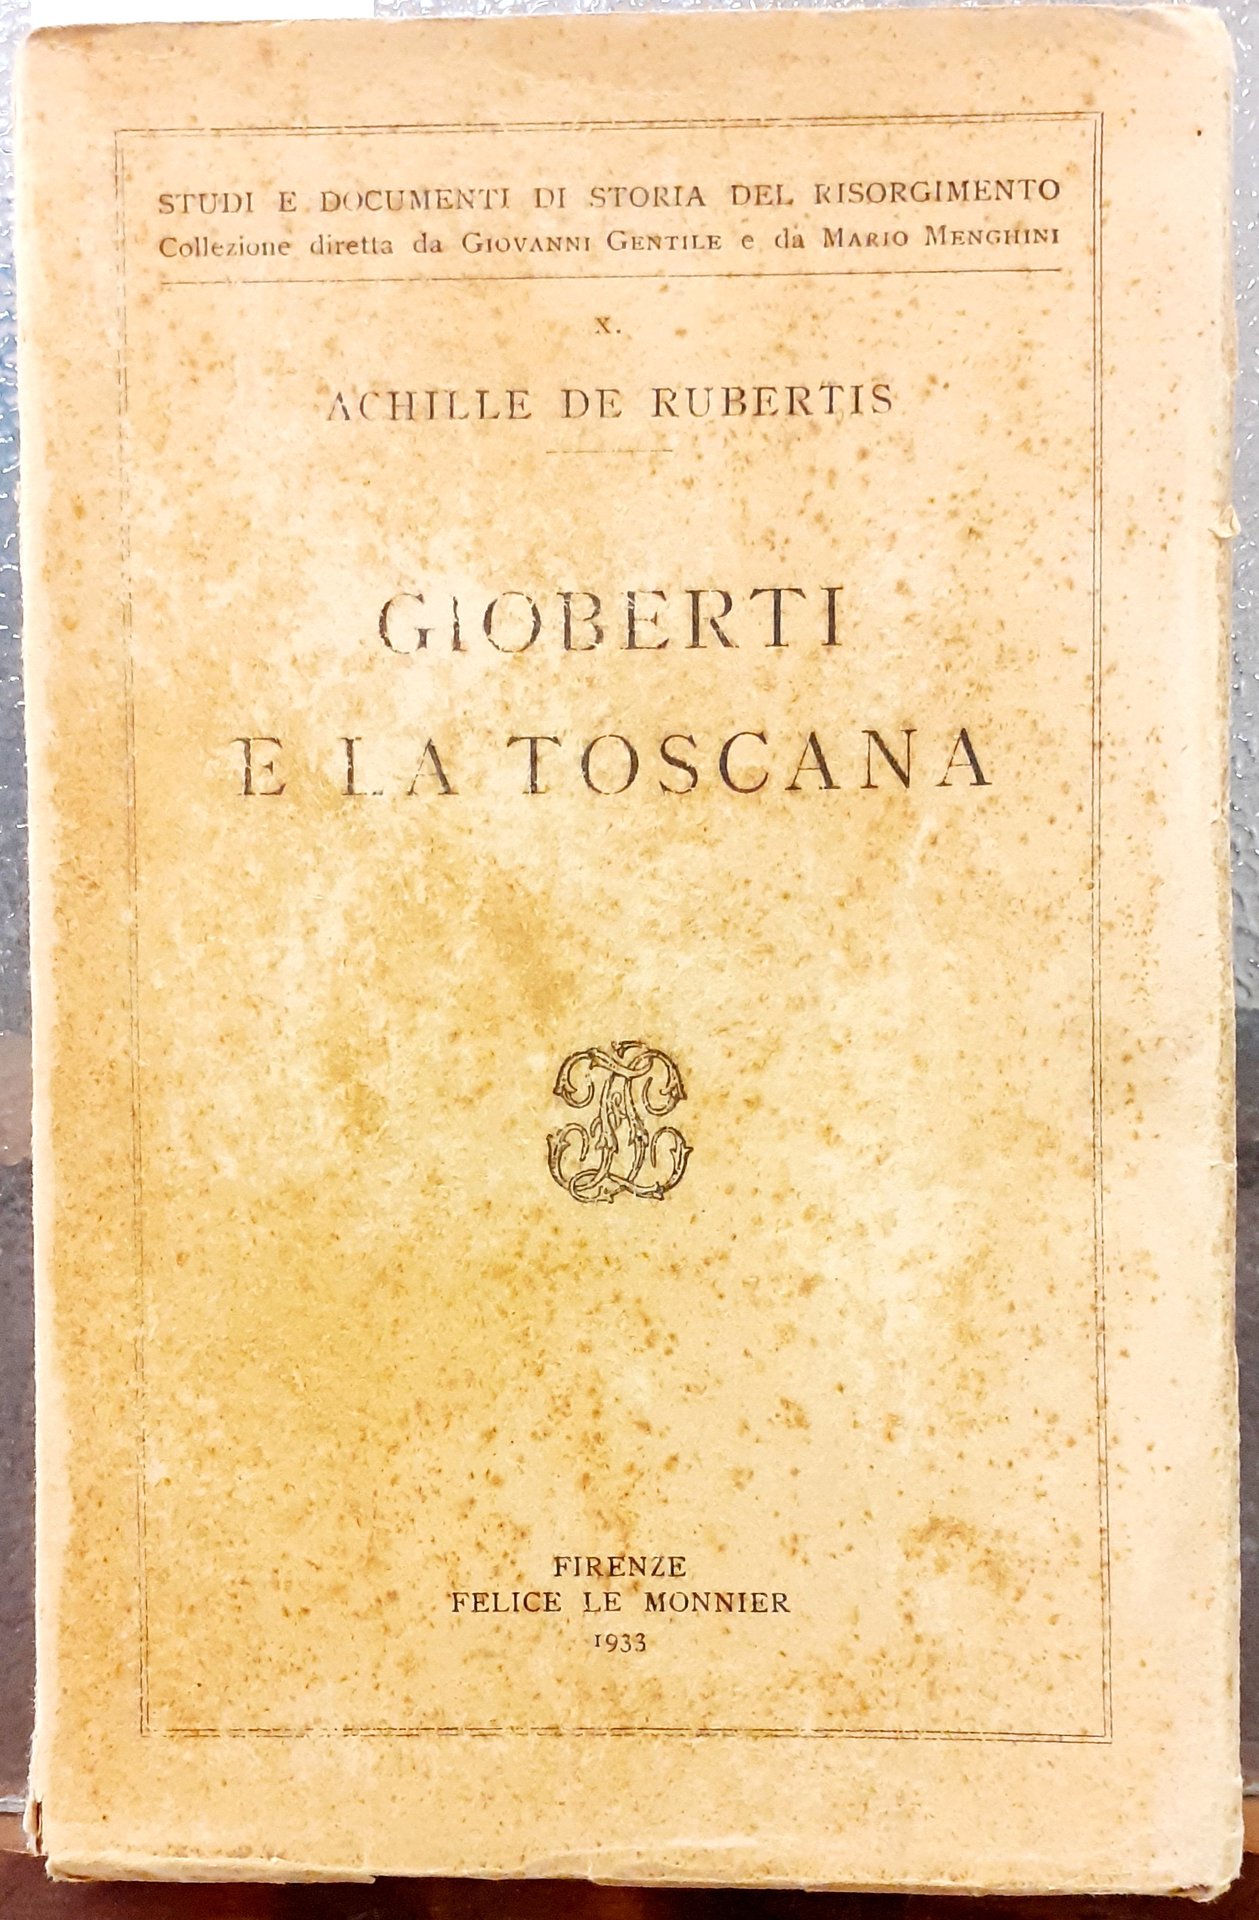 STUDI E DOCUMENTI DI STORIA DEL RISORGIMENTO
Collezione diretta da GIOVANNI GENTILE e da MARIO MENGHINI
X.
ACHILLE DE RUBERTIS
GIOBERTI
E LA TOSCANA
FIRENZE
FELICE LE MONNIER
1933